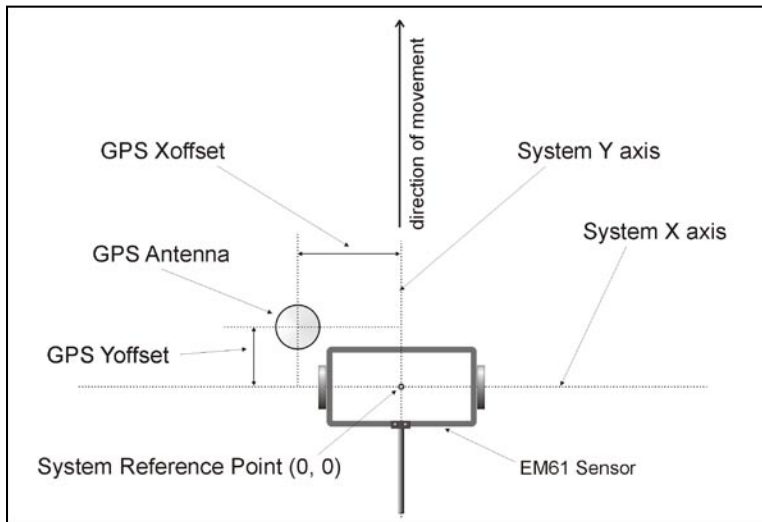 direction of movement
GPS Xoffset
System Y axis
System X axis
GPS Antenna
GPS Yoffset
System Reference Point (0, 0)
EM61 Sensor